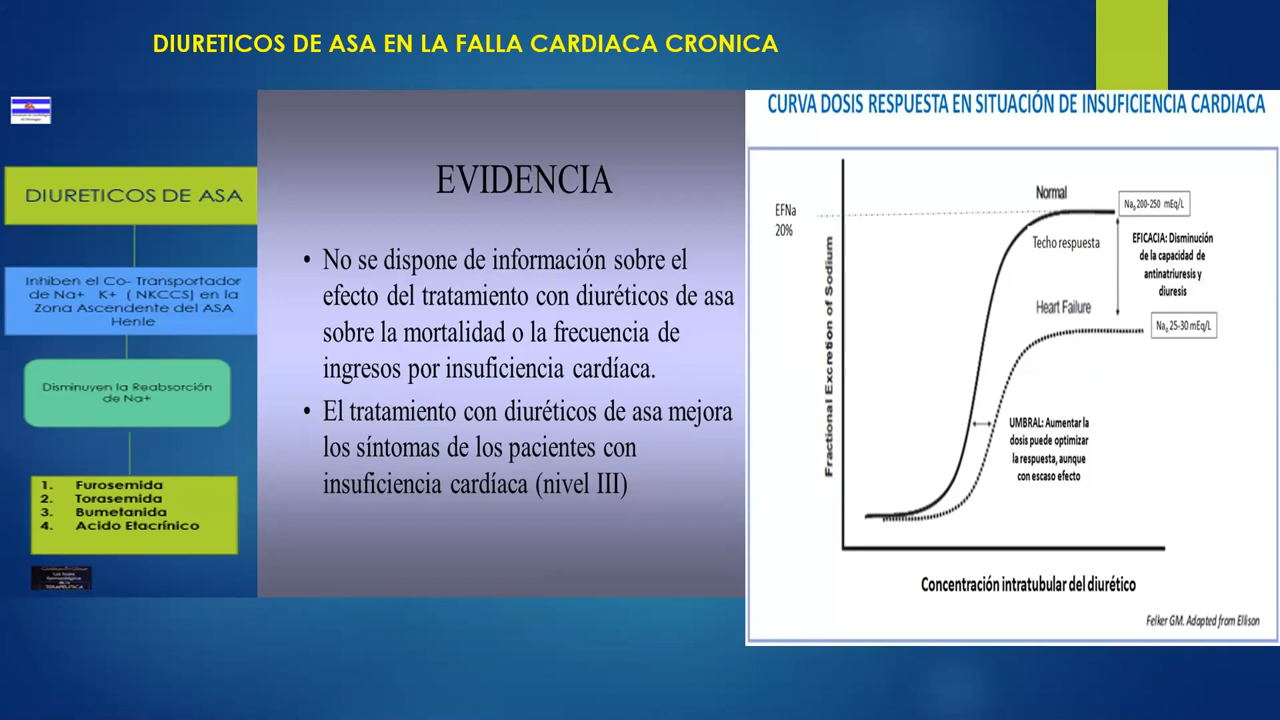 DIURETICOS DE ASA EN LA FALLA CARDIACA CRONICA
DIURETICOS DE ASA
Inhiben el Co- Transportador
de Na+ K+ ( NKCCS) en la
Zona Ascendente del ASA
Henle
Disminuyen la Reabsorción
de Na+
1. Furosemida
2. Torasemida
3. Bumetanida
4. Acido Etacrínico
EVIDENCIA
• No se dispone de información sobre el
efecto del tratamiento con diuréticos de asa
sobre la mortalidad o la frecuencia de
ingresos por insuficiencia cardíaca.
• El tratamiento con diuréticos de asa mejora
los síntomas de los pacientes con
insuficiencia cardíaca (nivel III)
CURVA DOSIS RESPUESTA EN SITUACIÓN DE INSUFICIENCIA CARDIACA
EFNa
20%
Fractional Excretion of Sodium
Normal
Techo respuesta
Heart Failure
Na₀ 200-250 mEq/L
EFICACIA: Disminución
de la capacidad de
antinatriuresis y
diuresis
Na₀ 25-30 mEq/L
UMBRAL: Aumentar la
dosis puede optimizar
la respuesta, aunque
con escaso efecto
Concentración intratubular del diurético
Felker GM. Adapted from Ellison